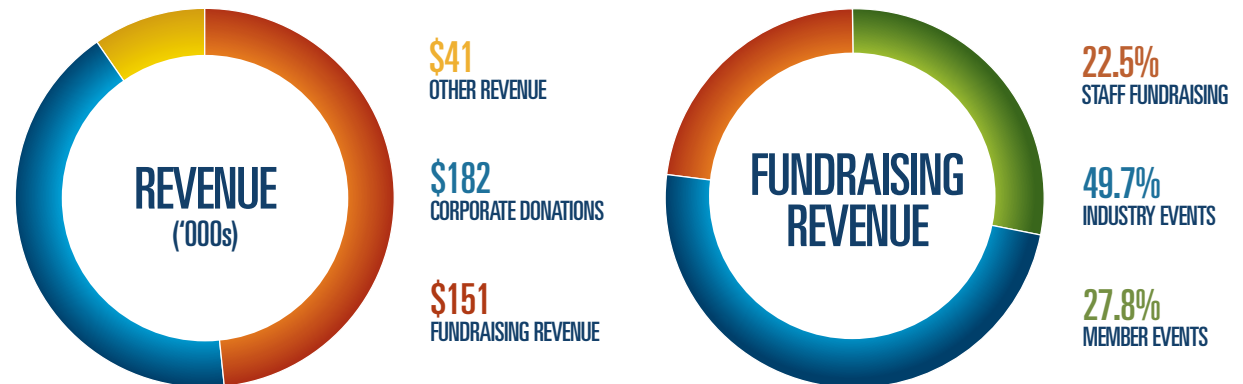 REVENUE
('000s)
$41
OTHER REVENUE
$182
CORPORATE DONATIONS
$151
FUNDRAISING REVENUE
FUNDRAISING
REVENUE
22.5%
STAFF FUNDRAISING
49.7%
INDUSTRY EVENTS
27.8%
MEMBER EVENTS